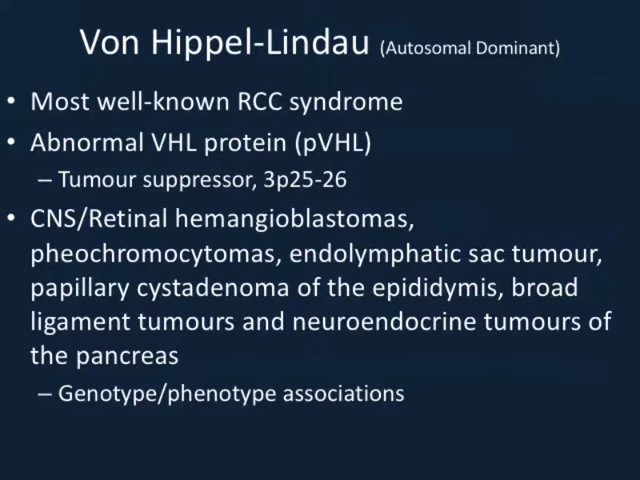 Von Hippel-Lindau (Autosomal Dominant)
• Most well-known RCC syndrome
• Abnormal VHL protein (pVHL)
– Tumour suppressor, 3p25-26
• CNS/Retinal hemangioblastomas,
pheochromocytomas, endolymphatic sac tumour,
papillary cystadenoma of the epididymis, broad
ligament tumours and neuroendocrine tumours of
the pancreas
– Genotype/phenotype associations